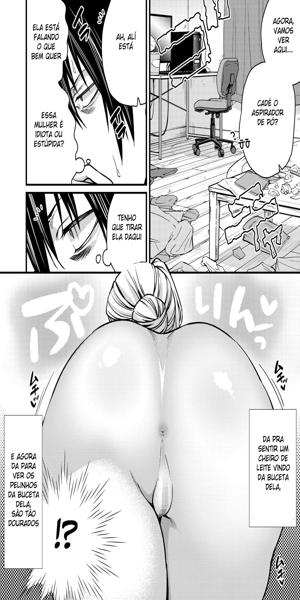 AGORA,
VAMOS
VER
AQUI...
CADÊ O
ASPIRADOR
DE PÓ?
AH, ALÍ
ESTÁ
ELA ESTÁ
FALANDO
O QUE
BEM QUER
ESSA
MULHER É
IDIOTA OU
ESTÚPIDA?
TENHO
QUE TIRAR
ELA DAQUI
ぷりんっ
DA PRA
SENTIR UM
CHEIRO DE
LEITE VINDO
DA BUCETA
DELA,
E AGORA
DA PARA
VER OS
PELINHOS
DA BUCETA
DELA,
SÃO TÃO
DOURADOS
!?